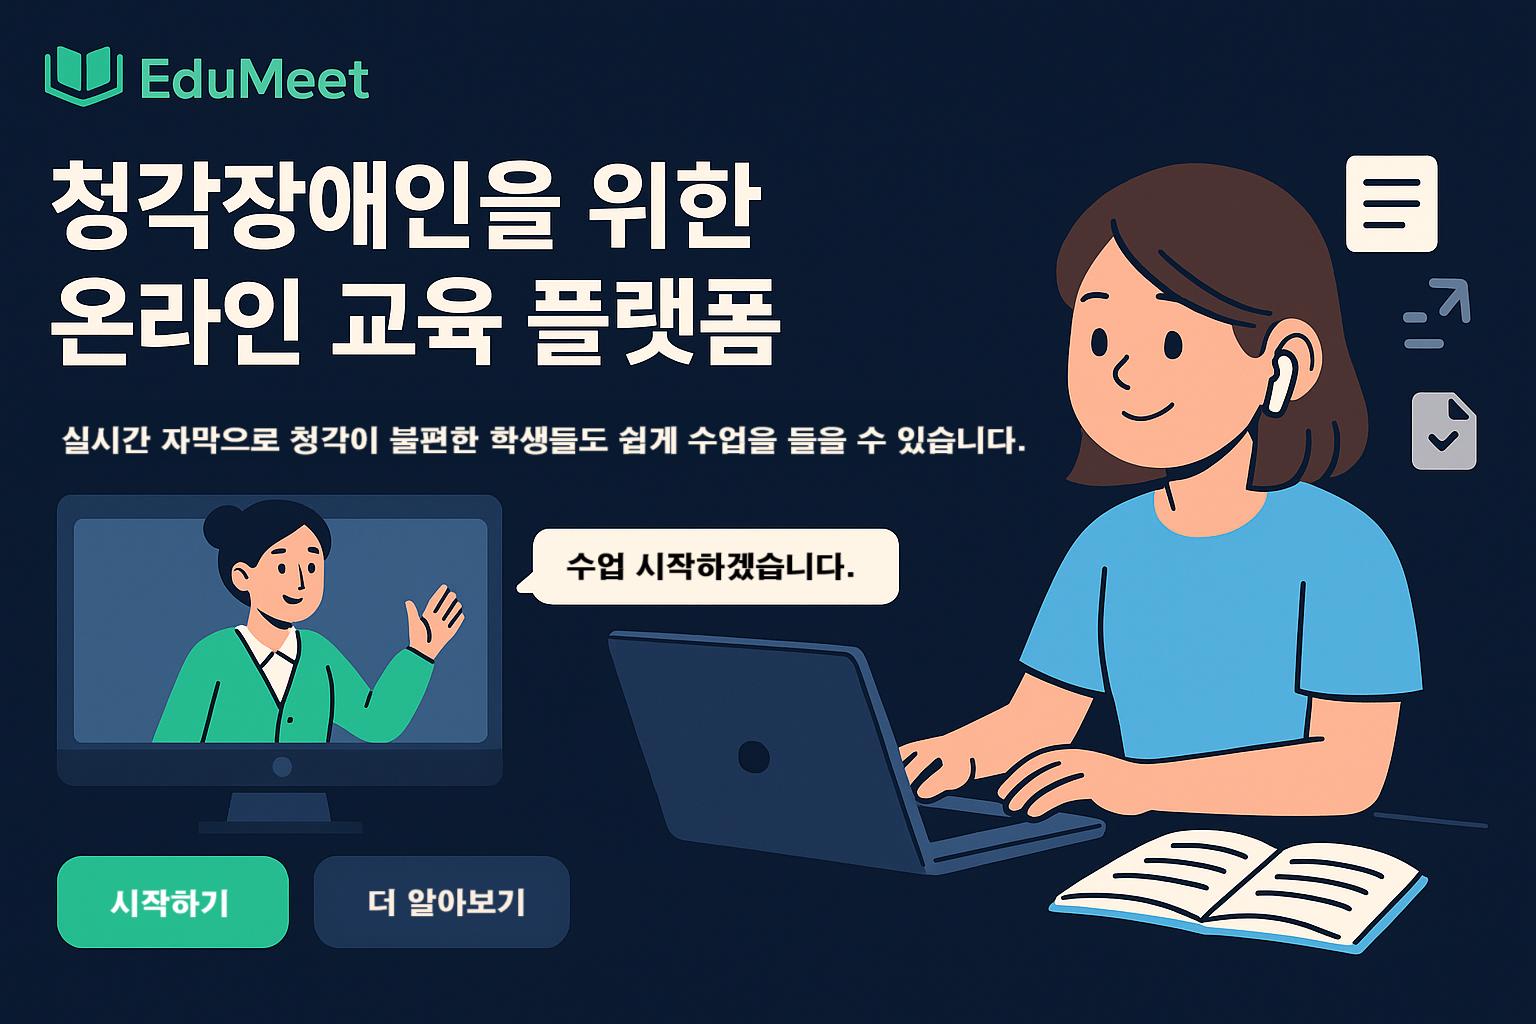 EduMeet
청각장애인을 위한
온라인 교육 플랫폼
실시간 자막으로 청각이 불편한 학생들도 쉽게 수업을 들을 수 있습니다.
수업 시작하겠습니다.
시작하기
더 알아보기